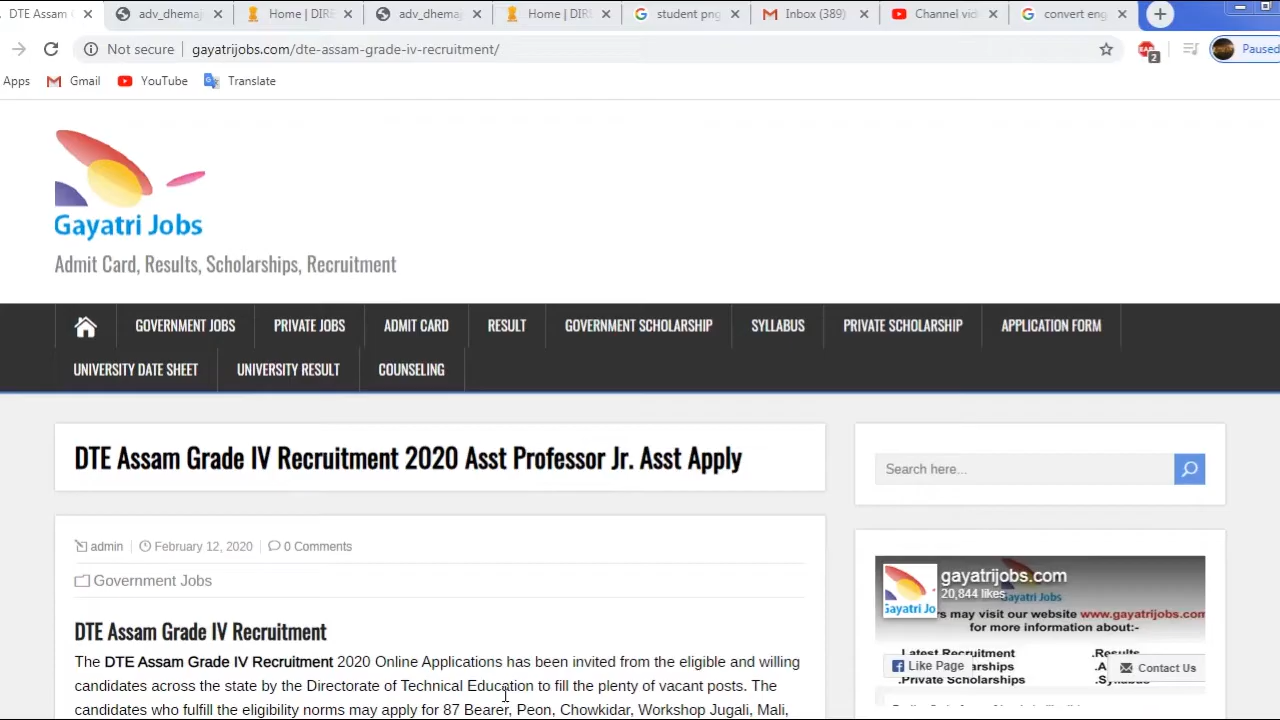 DTE Assam
adv_dhemaj
Home | DIRE
adv_dhemaj
Home | DIRE
student png
Inbox (389)
Channel vid
convert eng
Not secure
gayatrijobs.com/dte-assam-grade-iv-recruitment/
2
Paused
Apps
Gmail
YouTube
Translate
Gayatri Jobs
Admit Card, Results, Scholarships, Recruitment
GOVERNMENT JOBS
PRIVATE JOBS
ADMIT CARD
RESULT
GOVERNMENT SCHOLARSHIP
SYLLABUS
PRIVATE SCHOLARSHIP
APPLICATION FORM
UNIVERSITY DATE SHEET
UNIVERSITY RESULT
COUNSELING
DTE Assam Grade IV Recruitment 2020 Asst Professor Jr. Asst Apply
admin
February 12, 2020
0 Comments
Government Jobs
DTE Assam Grade IV Recruitment
The DTE Assam Grade IV Recruitment 2020 Online Applications has been invited from the eligible and willing
candidates across the state by the Directorate of Technical Education to fill the plenty of vacant posts. The
candidates who fulfill the eligibility norms may apply for 87 Bearer, Peon, Chowkidar, Workshop Jugali, Mali,
Search here...
gayatrijobs.com
20,844 likes
Gayatri Jobs
rs may visit our website www.gayatrijobs.com
for more information about:-
.Latest Recruitment
.Results
Like Page
Contact Us
.Private Scholarships